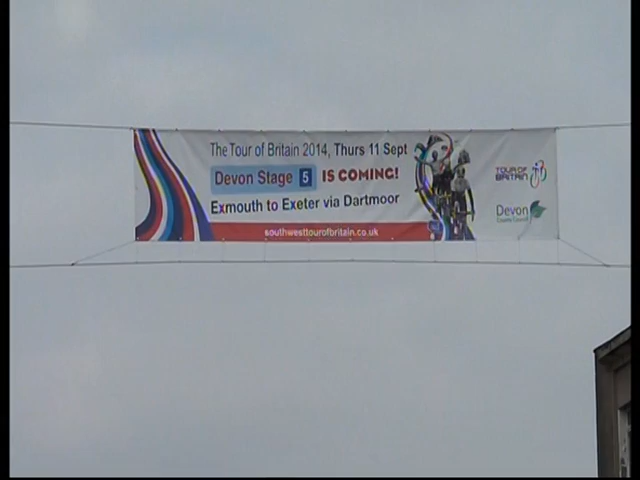 The Tour of Britain 2014, Thurs 11 Sept
Devon Stage 5 IS COMING!
Exmouth to Exeter via Dartmoor
southwesttourofbritain.co.uk
TOUR OF
BRITAIN
Devon
County Council